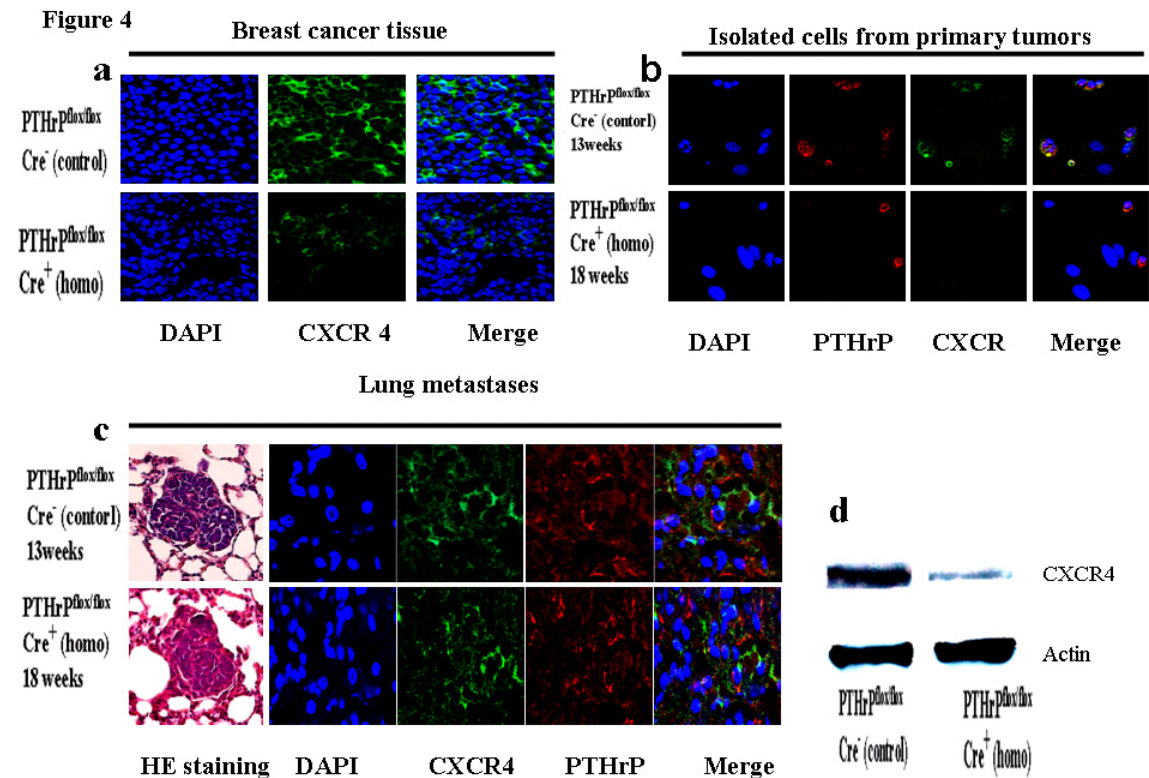 Figure 4
Breast cancer tissue
a
PTHrPflox/flox
Cre- (control)
PTHrPflox/flox
Cre+ (homo)
DAPI CXCR 4 Merge
Isolated cells from primary tumors
b
PTHrPflox/flox
Cre- (contorl)
13weeks
PTHrPflox/flox
Cre+ (homo)
18 weeks
DAPI PTHrP CXCR Merge
Lung metastases
c
PTHrPflox/flox
Cre- (contorl)
13weeks
PTHrPflox/flox
Cre+ (homo)
18 weeks
HE staining DAPI CXCR4 PTHrP Merge
d
CXCR4
Actin
PTHrPflox/flox
Cre- (control)
PTHrPflox/flox
Cre+ (homo)